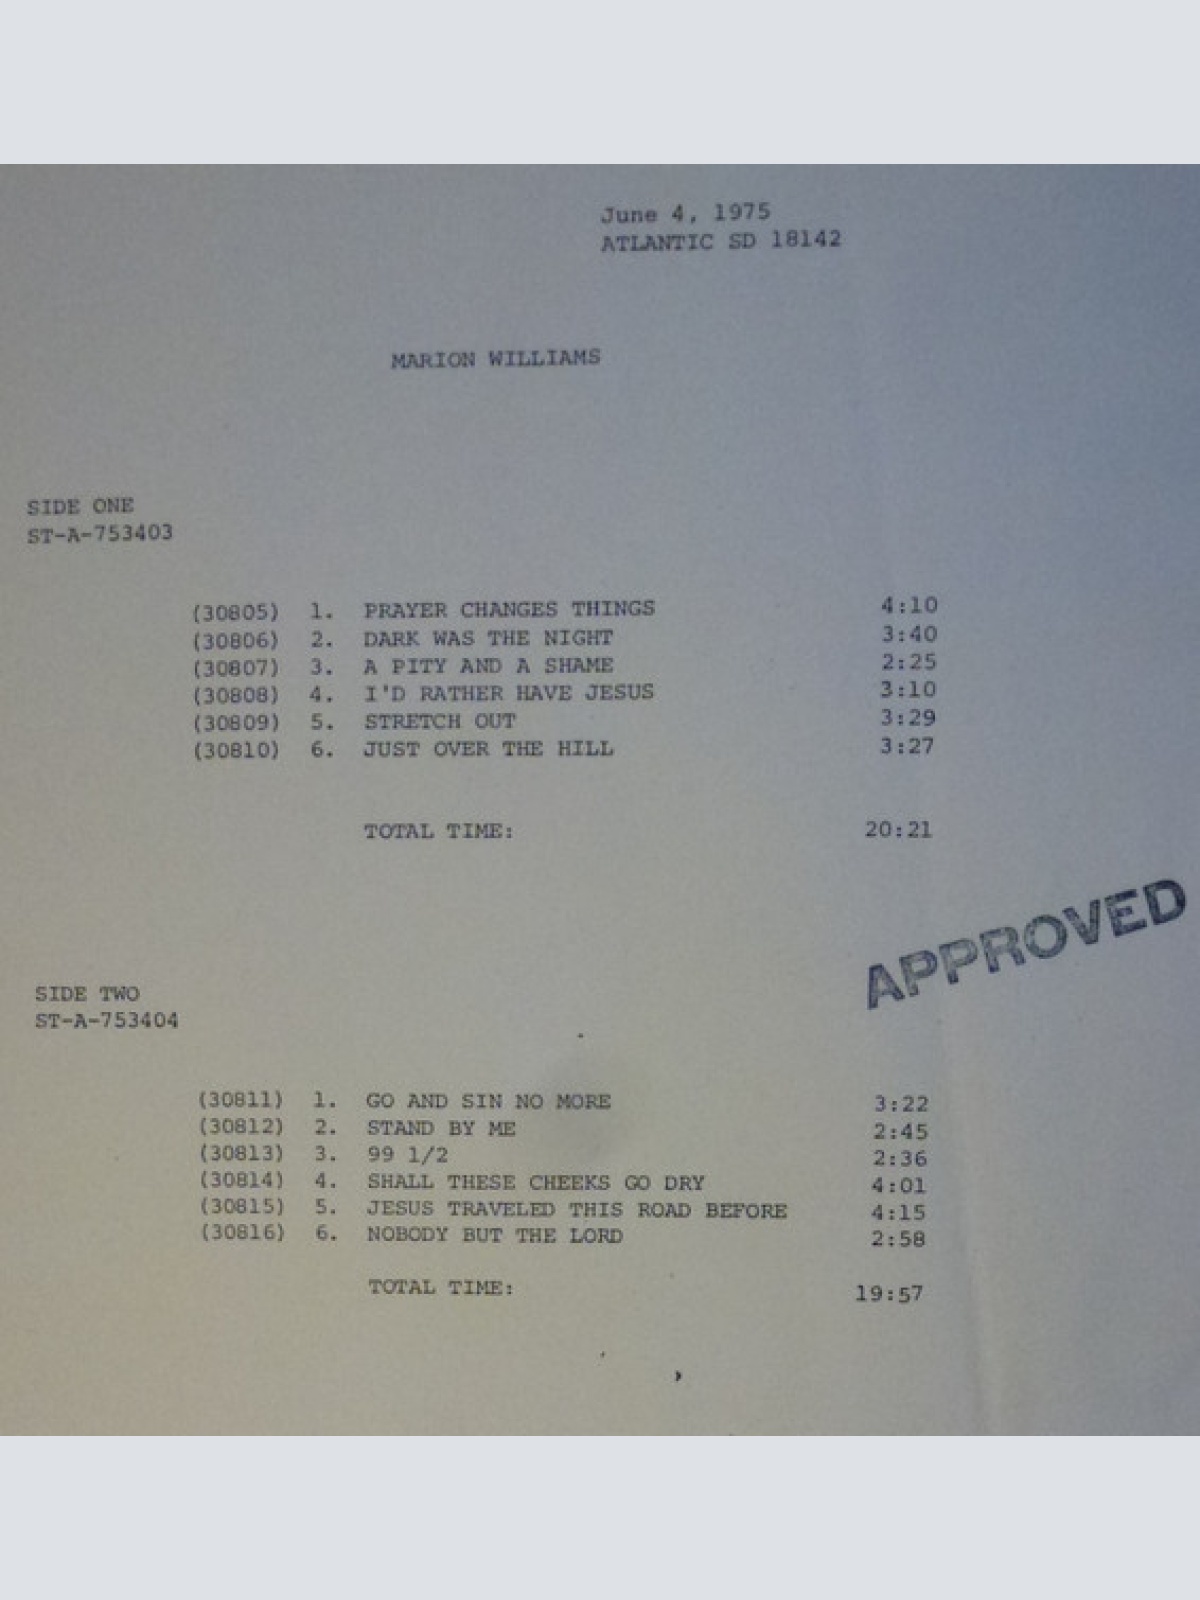 June 4, 1975
ATLANTIC SD 18142
MARION WILLIAMS
SIDE ONE
ST-A-753403
(30805) 1. PRAYER CHANGES THINGS 4:10
(30806) 2. DARK WAS THE NIGHT 3:40
(30807) 3. A PITY AND A SHAME 2:25
(30808) 4. I'D RATHER HAVE JESUS 3:10
(30809) 5. STRETCH OUT 3:29
(30810) 6. JUST OVER THE HILL 3:27
TOTAL TIME: 20:21
APPROVED
SIDE TWO
ST-A-753404
(30811) 1. GO AND SIN NO MORE 3:22
(30812) 2. STAND BY ME 2:45
(30813) 3. 99 1/2 2:36
(30814) 4. SHALL THESE CHEEKS GO DRY 4:01
(30815) 5. JESUS TRAVELED THIS ROAD BEFORE 4:15
(30816) 6. NOBODY BUT THE LORD 2:58
TOTAL TIME: 19:57